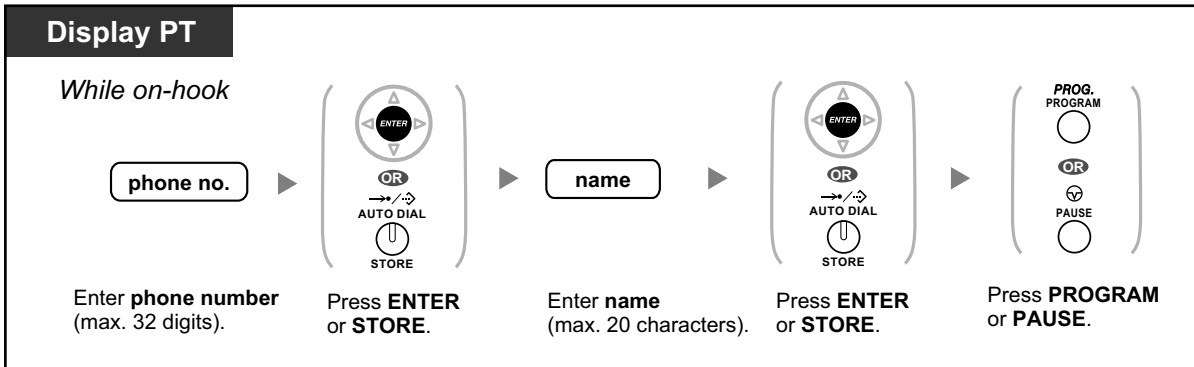 Display PT
While on-hook
phone no.
ENTER
OR
AUTO DIAL
STORE
name
ENTER
OR
AUTO DIAL
STORE
PROG.
PROGRAM
OR
PAUSE
Enter phone number
(max. 32 digits).
Press ENTER
or STORE.
Enter name
(max. 20 characters).
Press ENTER
or STORE.
Press PROGRAM
or PAUSE.